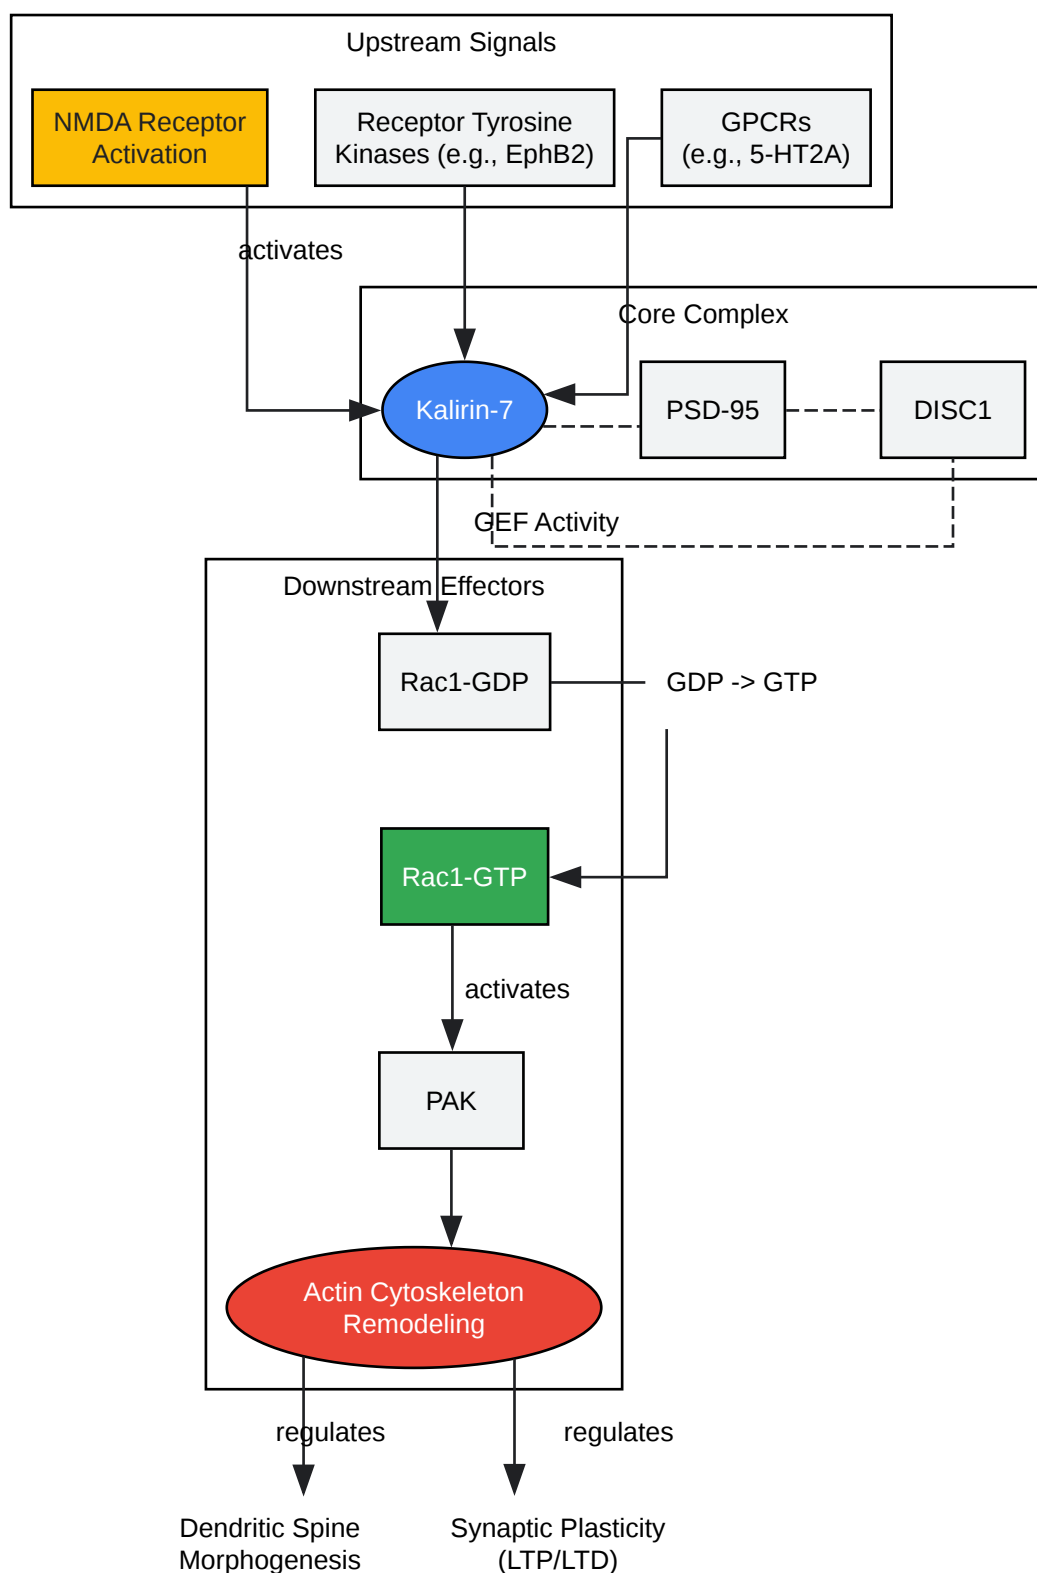 Upstream Signals
NMDA Receptor
Activation
Receptor Tyrosine
Kinases (e.g., EphB2)
GPCRs
(e.g., 5-HT2A)
activates
Core Complex
Kalirin-7
PSD-95
DISC1
GEF Activity
Downstream Effectors
Rac1-GDP
GDP -> GTP
Rac1-GTP
activates
PAK
Actin Cytoskeleton
Remodeling
regulates
regulates
Dendritic Spine
Morphogenesis
Synaptic Plasticity
(LTP/LTD)